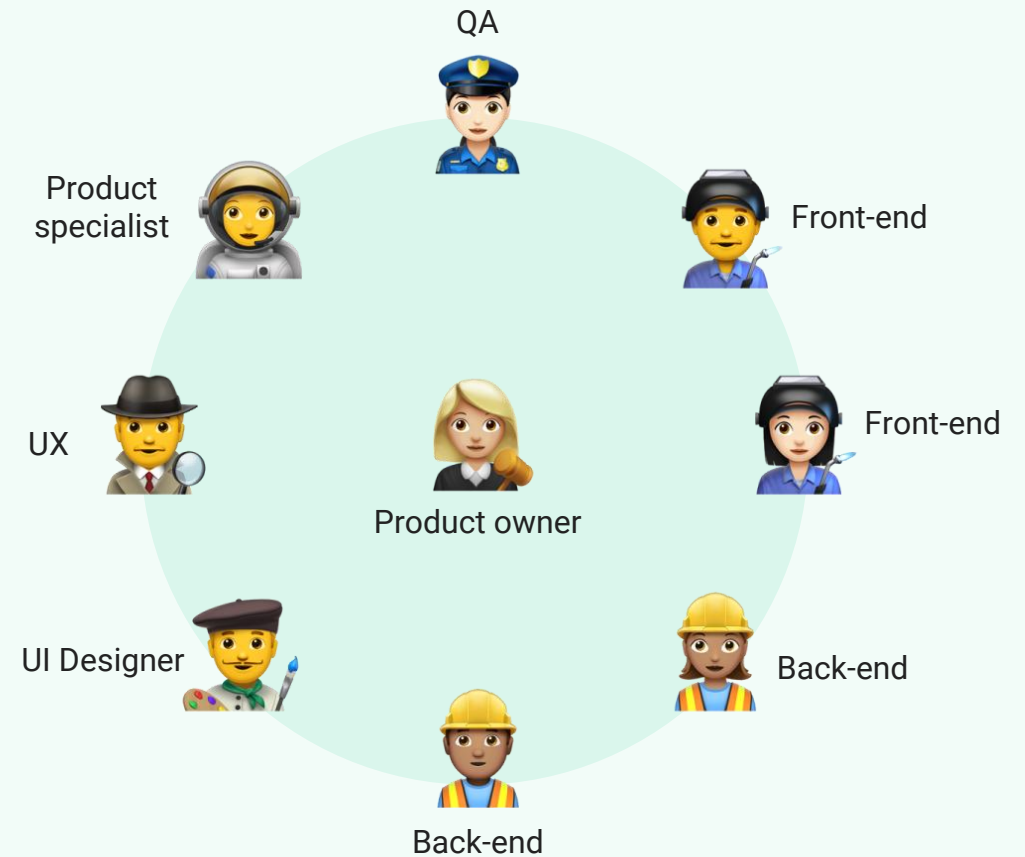 QA
Product
specialist
Front-end
UX
Front-end
Product owner
UI Designer
Back-end
Back-end